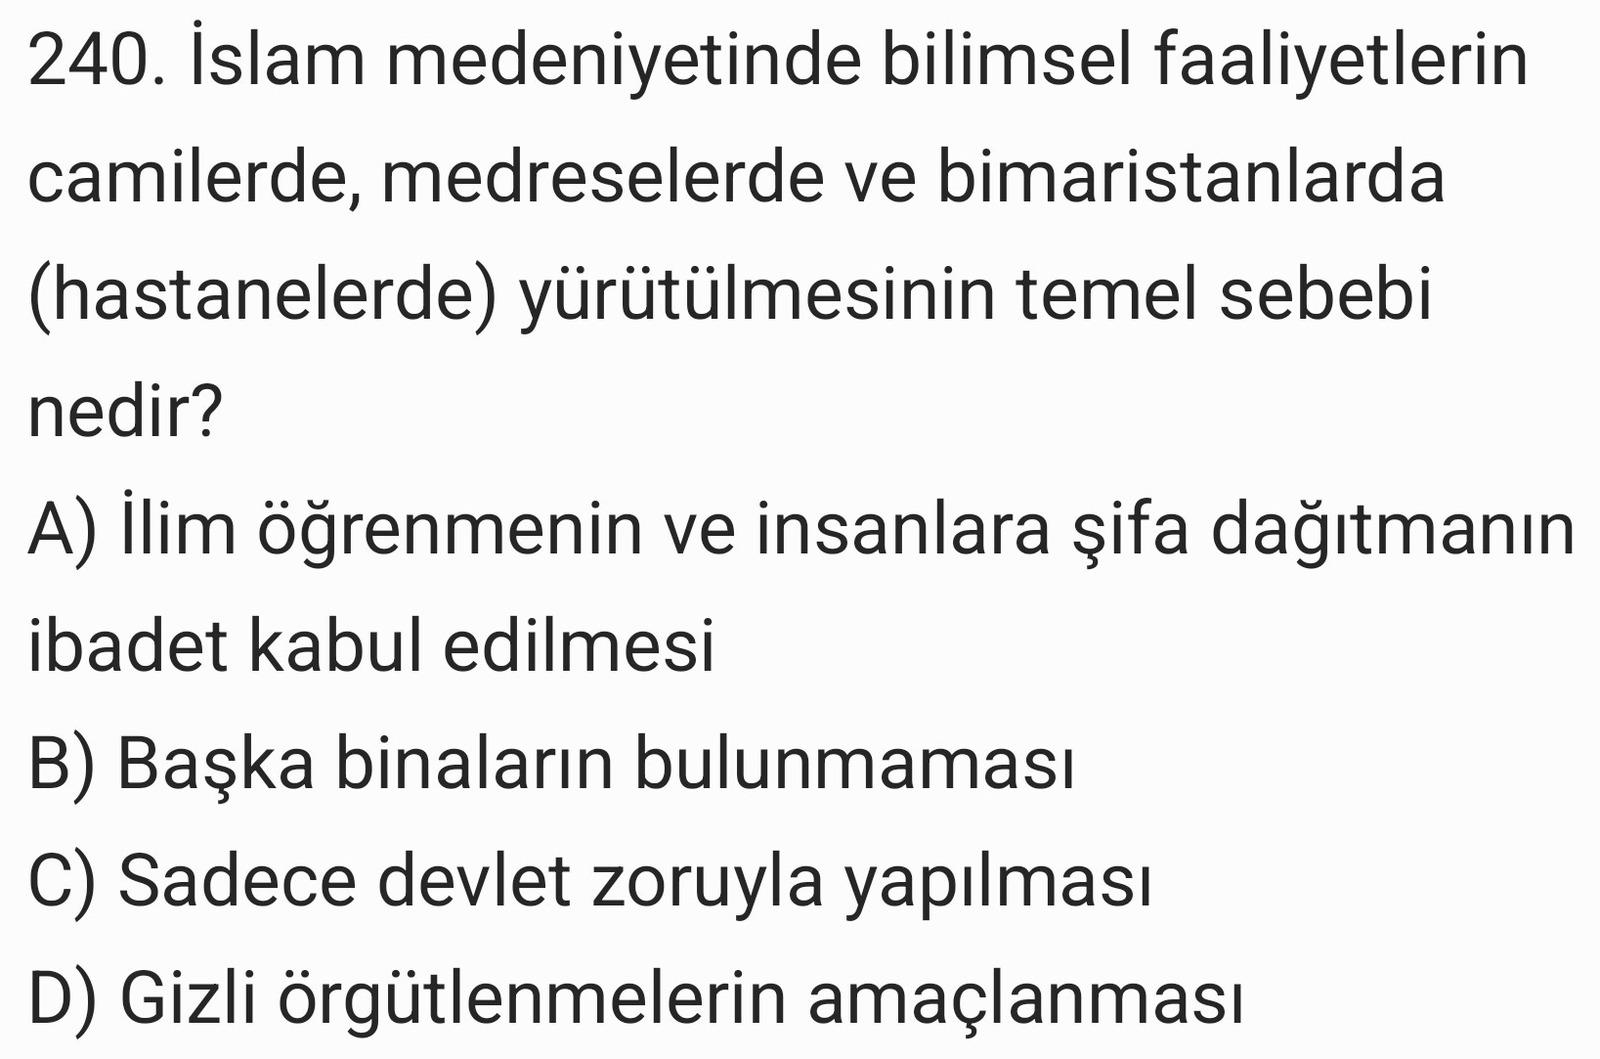 240. İslam medeniyetinde bilimsel faaliyetlerin
camilerde, medreselerde ve bimaristanlarda
(hastanelerde) yürütülmesinin temel sebebi
nedir?
A) İlim öğrenmenin ve insanlara şifa dağıtmanın
ibadet kabul edilmesi
B) Başka binaların bulunmaması
C) Sadece devlet zoruyla yapılması
D) Gizli örgütlenmelerin amaçlanması